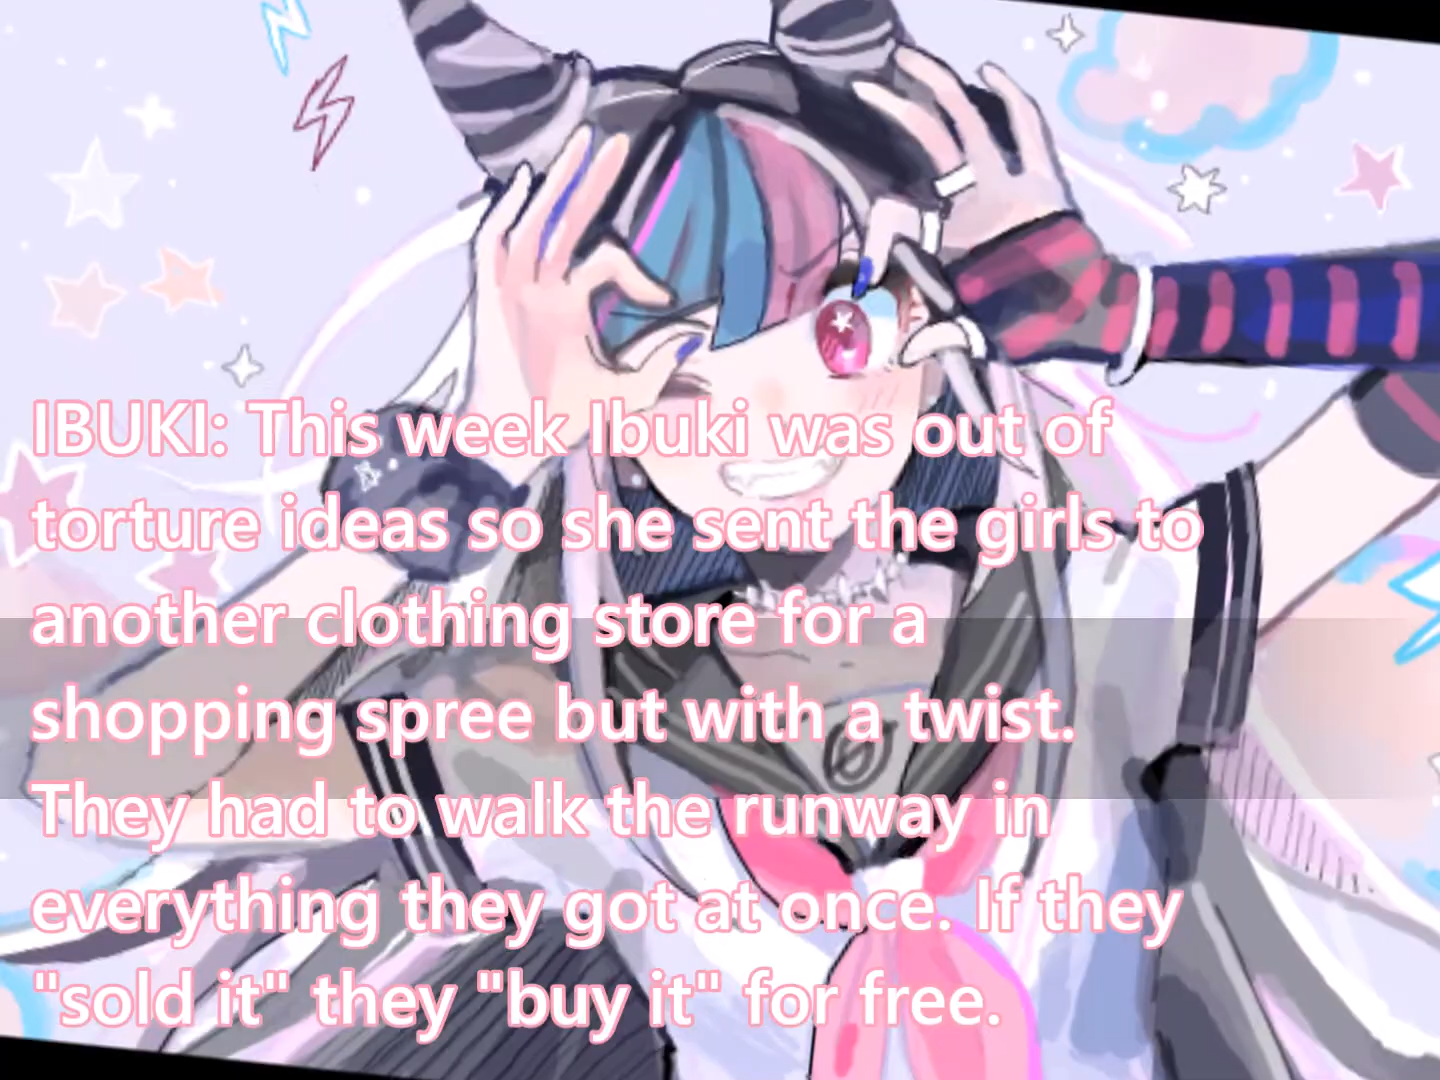 IBUKI: This week Ibuki was out of
torture ideas so she sent the girls to
another clothing store for a
shopping spree but with a twist.
They had to walk the runway in
everything they got at once. If they
"sold it" they "buy it" for free.